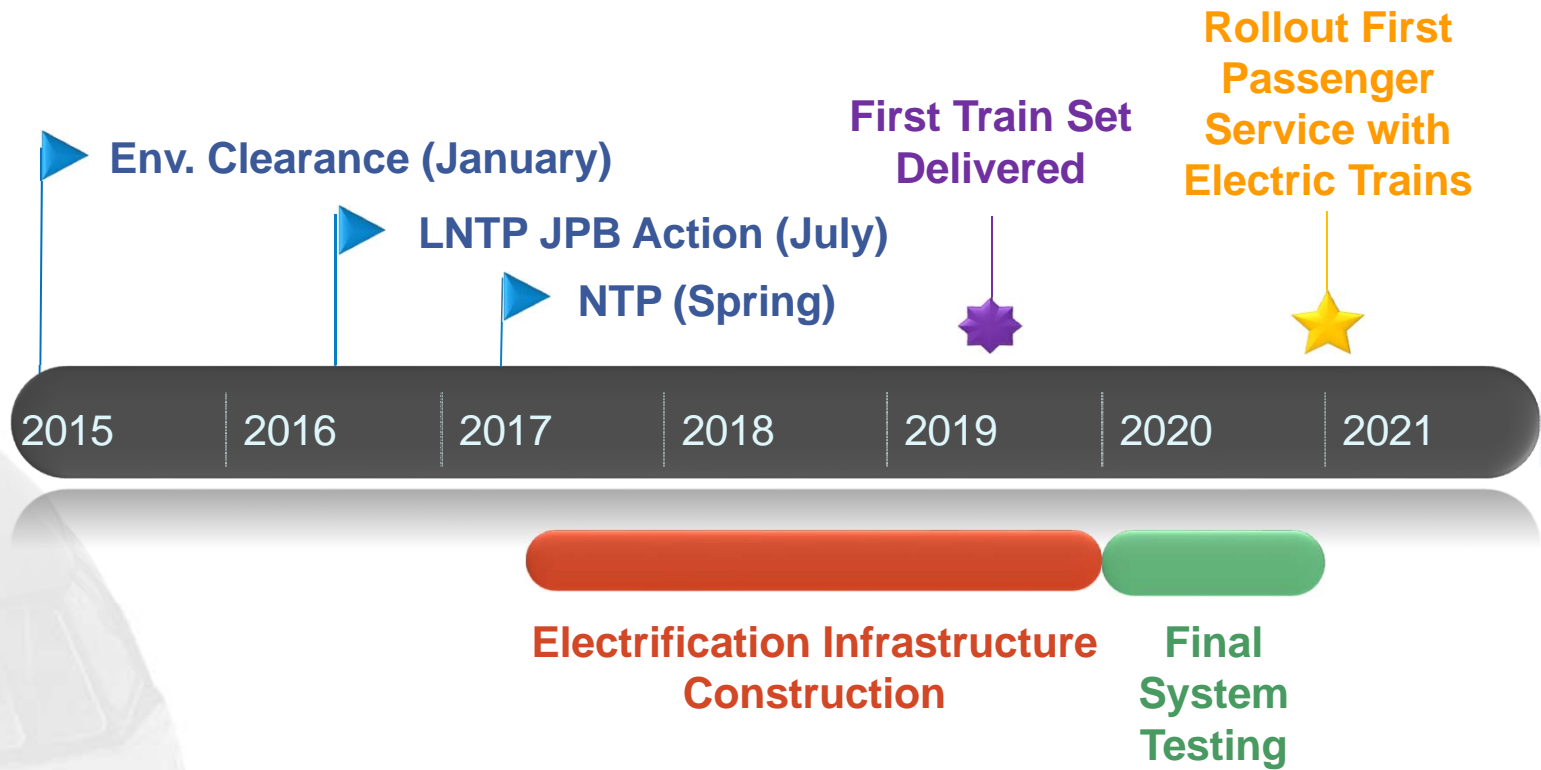 Rollout First
Passenger
Service with
Electric Trains
First Train Set
Delivered
Env. Clearance (January)
LNTP JPB Action (July)
NTP (Spring)
2015 2016 2017 2018 2019 2020 2021
Electrification Infrastructure
Construction
Final
System
Testing